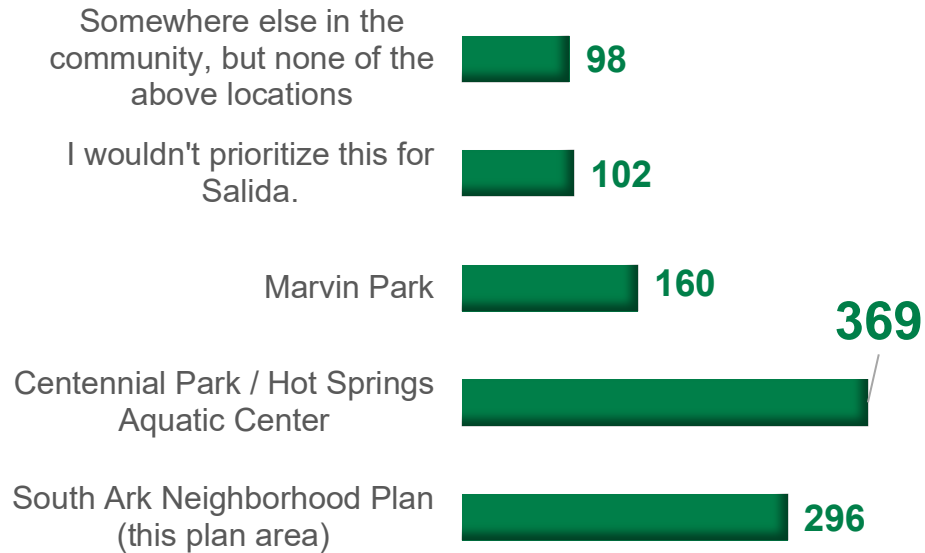 Somewhere else in the
community, but none of the
above locations
98
I wouldn't prioritize this for
Salida.
102
Marvin Park
160
369
Centennial Park / Hot Springs
Aquatic Center
South Ark Neighborhood Plan
(this plan area)
296